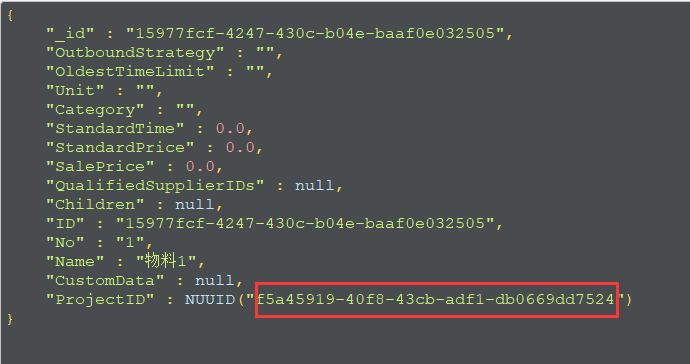 {
"_id" : "15977fcf-4247-430c-b04e-baaf0e032505",
"OutboundStrategy" : "",
"OldestTimeLimit" : "",
"Unit" : "",
"Category" : "",
"StandardTime" : 0.0,
"StandardPrice" : 0.0,
"SalePrice" : 0.0,
"QualifiedSupplierIDs" : null,
"Children" : null,
"ID" : "15977fcf-4247-430c-b04e-baaf0e032505",
"No" : "1",
"Name" : "物料1",
"CustomData" : null,
"ProjectID" : NUUID("f5a45919-40f8-43cb-adf1-db0669dd7524")
}